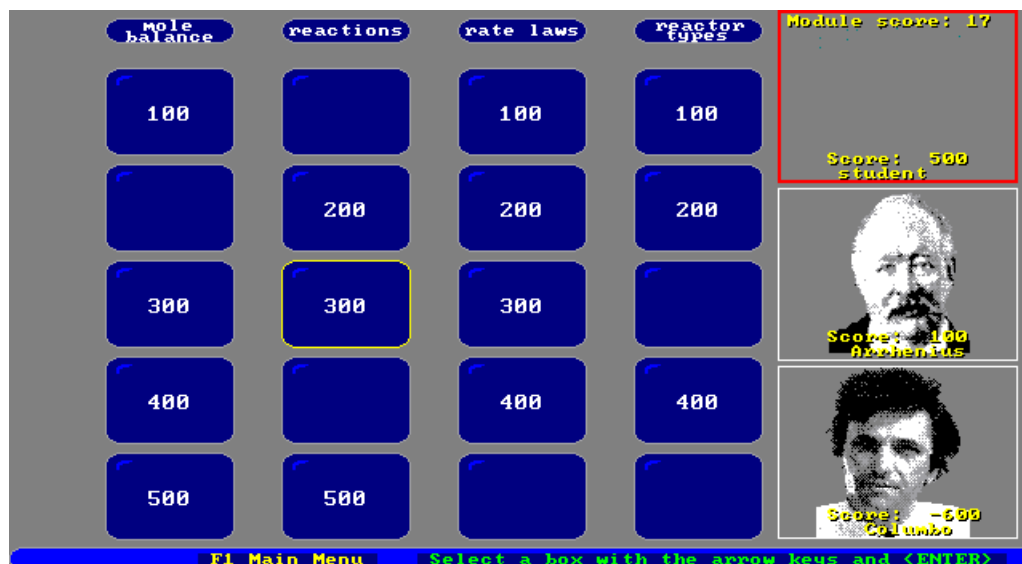 mole balance
reactions
rate laws
reactor types
Module score: 17
100
100
100
Score: 500
student
200
200
200
300
300
300
Score: 100
Arrhenius
400
400
400
500
500
Score: -600
Columbo
F1 Main Menu
Select a box with the arrow keys and <ENTER>